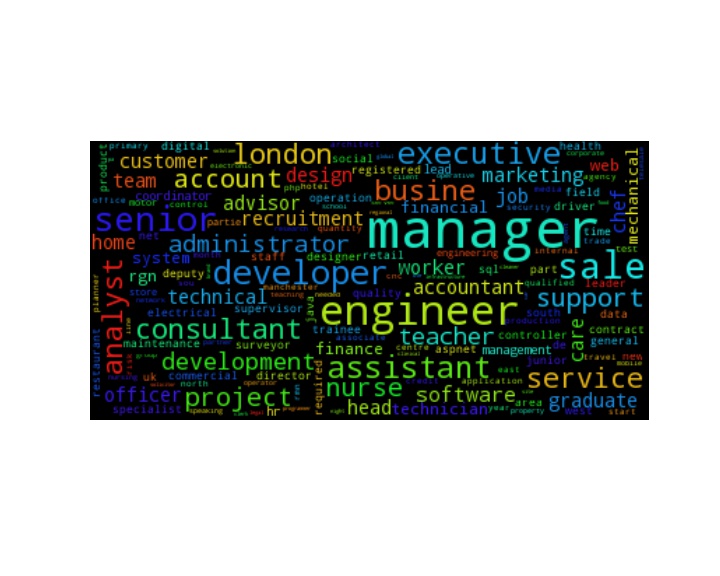 primary
digital
architect
health
corporate
product
customer
london
social
executive
registered
lead
client
operative
web
agency
team
account
design
marketing
mechanical
office
coordinator
php
hotel
busine
job
media
field
motor
control
advisor
operation
school
financial
security
driver
chef
senior
partie
recruitment
regional
manager
time
trade
home
administrator
research
quantity
net
engineering
internal
test
system
staff
designer
retail
sale
rgn
deputy
developer
worker
sql
part
qualified
leader
planner
analyst
manchester
teaching
needed
cnc
accountant
technical
java
quality
support
network
store
electrical
supervisor
engineer
production
south
data
consultant
trainee
associate
teacher
controller
care
contract
maintenance
surveyor
finance
aspnet
management
general
restaurant
development
clerical
east
junior
travel
new
mobile
uk
commercial
director
assistant
credit
application
service
north
operator
required
nurse
officer
project
software
area
graduate
specialist
speaking
hr
legal
programme
night
head
technician
year
property
west
start